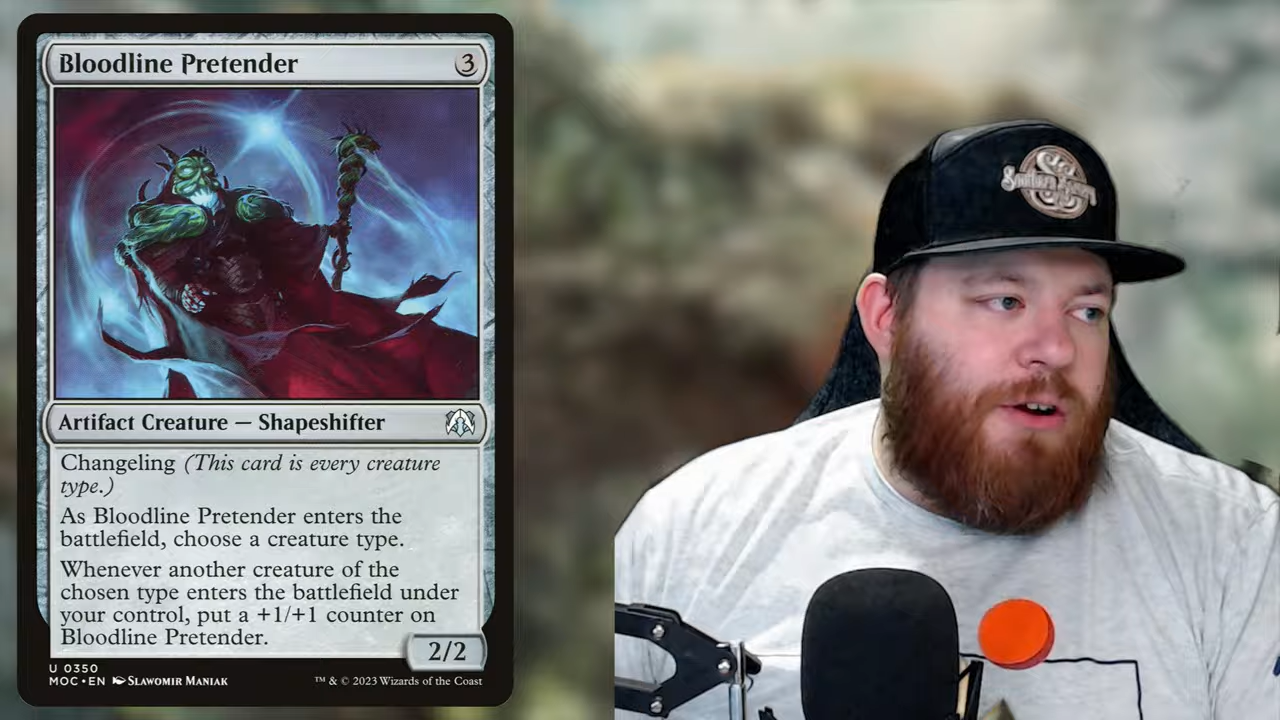 Bloodline Pretender 3
Artifact Creature — Shapeshifter
Changeling (This card is every creature
type.)
As Bloodline Pretender enters the
battlefield, choose a creature type.
Whenever another creature of the
chosen type enters the battlefield under
your control, put a +1/+1 counter on
Bloodline Pretender.
2/2
U 0350
MOC • EN SLAWOMIR MANIAK
™ & © 2023 Wizards of the Coast